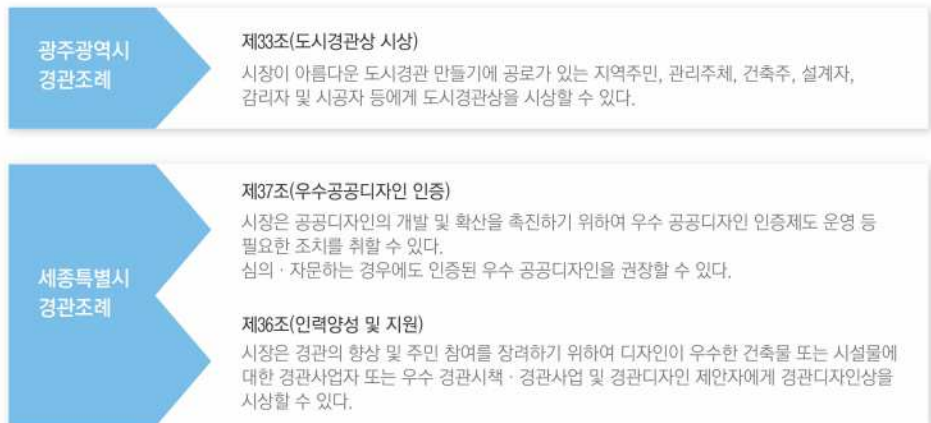 광주광역시
경관조례
제33조(도시경관상 시상)
시장이 아름다운 도시경관 만들기에 공로가 있는 지역주민, 관리주체, 건축주, 설계자,
감리자 및 시공자 등에게 도시경관상을 시상할 수 있다.
세종특별시
경관조례
제37조(우수공공디자인 인증)
시장은 공공디자인의 개발 및 확산을 촉진하기 위하여 우수 공공디자인 인증제도 운영 등
필요한 조치를 취할 수 있다.
심의 · 자문하는 경우에도 인증된 우수 공공디자인을 권장할 수 있다.
제36조(인력양성 및 지원)
시장은 경관의 향상 및 주민 참여를 장려하기 위하여 디자인이 우수한 건축물 또는 시설물에
대한 경관사업자 또는 우수 경관시책 · 경관사업 및 경관디자인 제안자에게 경관디자인상을
시상할 수 있다.